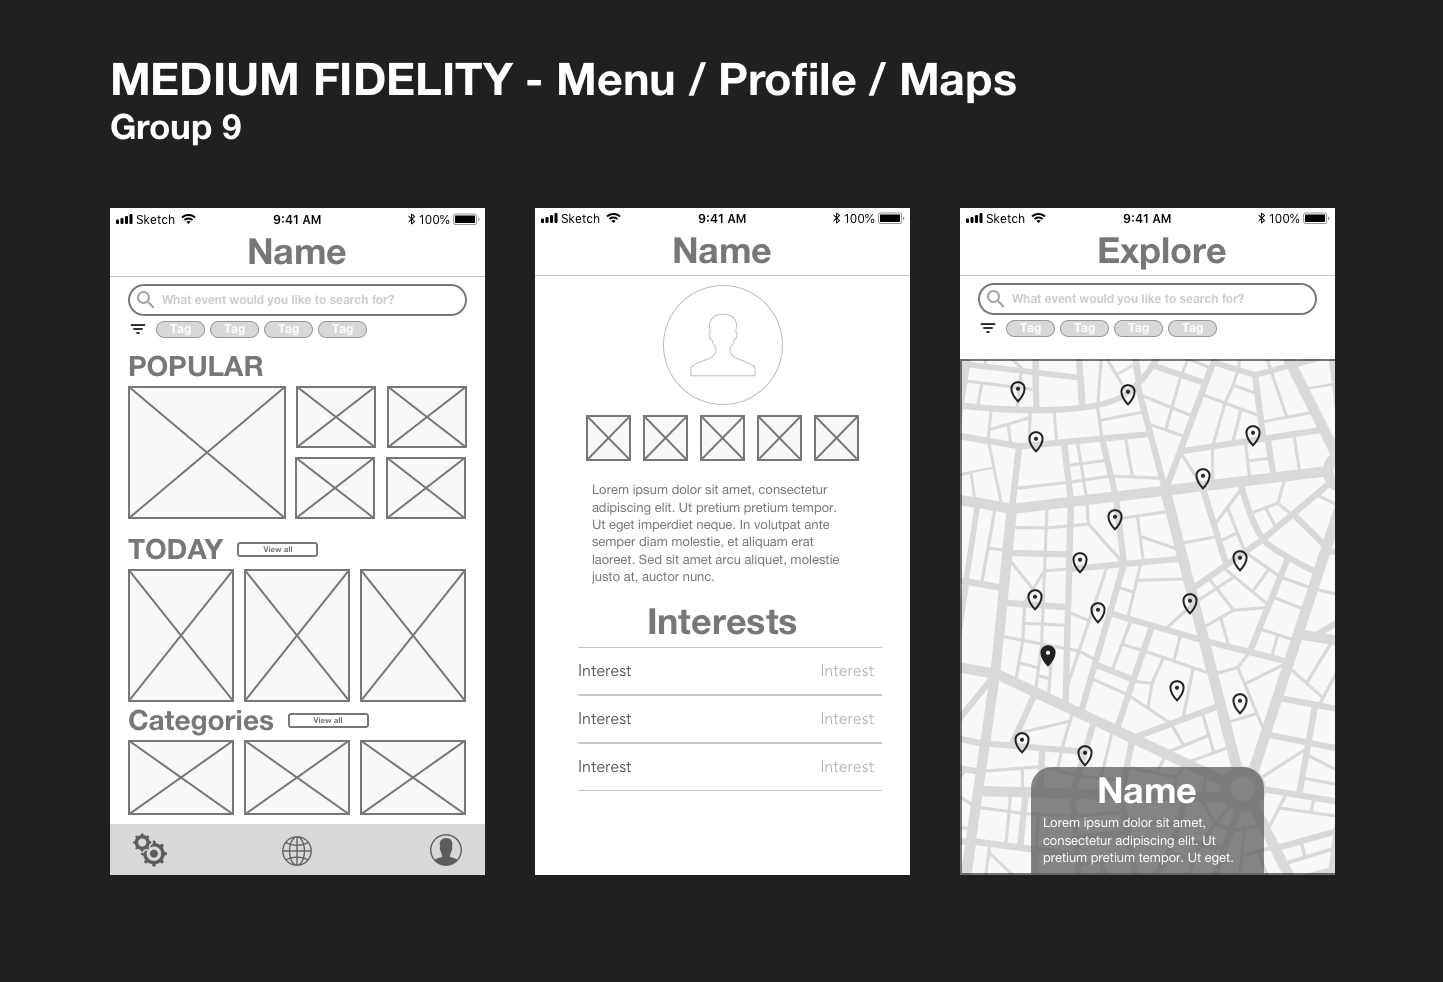 MEDIUM FIDELITY - Menu / Profile / Maps
Group 9
Sketch 9:41 AM 100%
Name
What event would you like to search for?
Tag Tag Tag Tag
POPULAR
TODAY View all
Categories View all
Sketch 9:41 AM 100%
Name
Lorem ipsum dolor sit amet, consectetur
adipiscing elit. Ut pretium pretium tempor.
Ut eget imperdiet neque. In volutpat ante
semper diam molestie, et aliquam erat
laoreet. Sed sit amet arcu aliquet, molestie
justo at, auctor nunc.
Interests
Interest Interest
Interest Interest
Interest Interest
Sketch 9:41 AM 100%
Explore
What event would you like to search for?
Tag Tag Tag Tag
Name
Lorem ipsum dolor sit amet,
consectetur adipiscing elit. Ut
pretium pretium tempor. Ut eget.